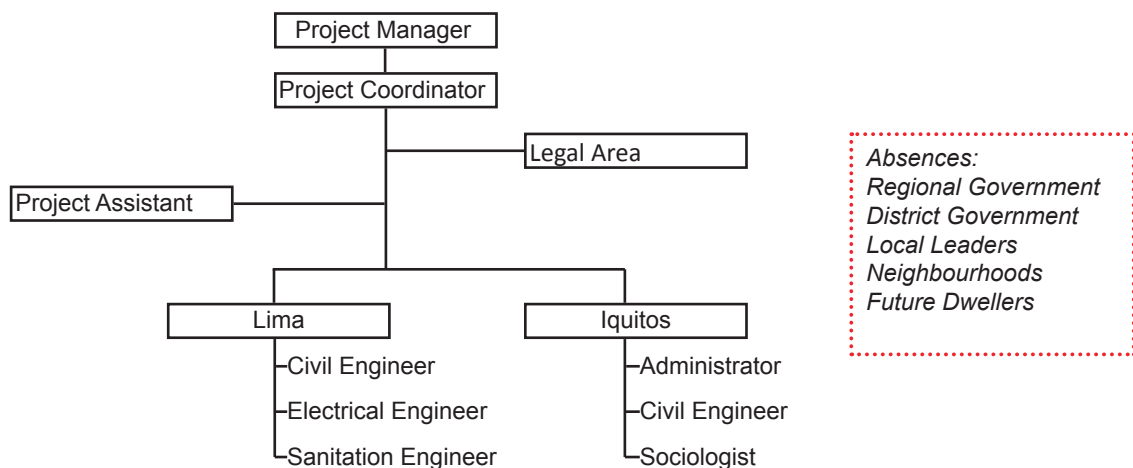 Project Manager
Project Coordinator
Legal Area
Project Assistant
Lima
Civil Engineer
Electrical Engineer
Sanitation Engineer
Iquitos
Administrator
Civil Engineer
Sociologist
Absences:
Regional Government
District Government
Local Leaders
Neighbourhoods
Future Dwellers